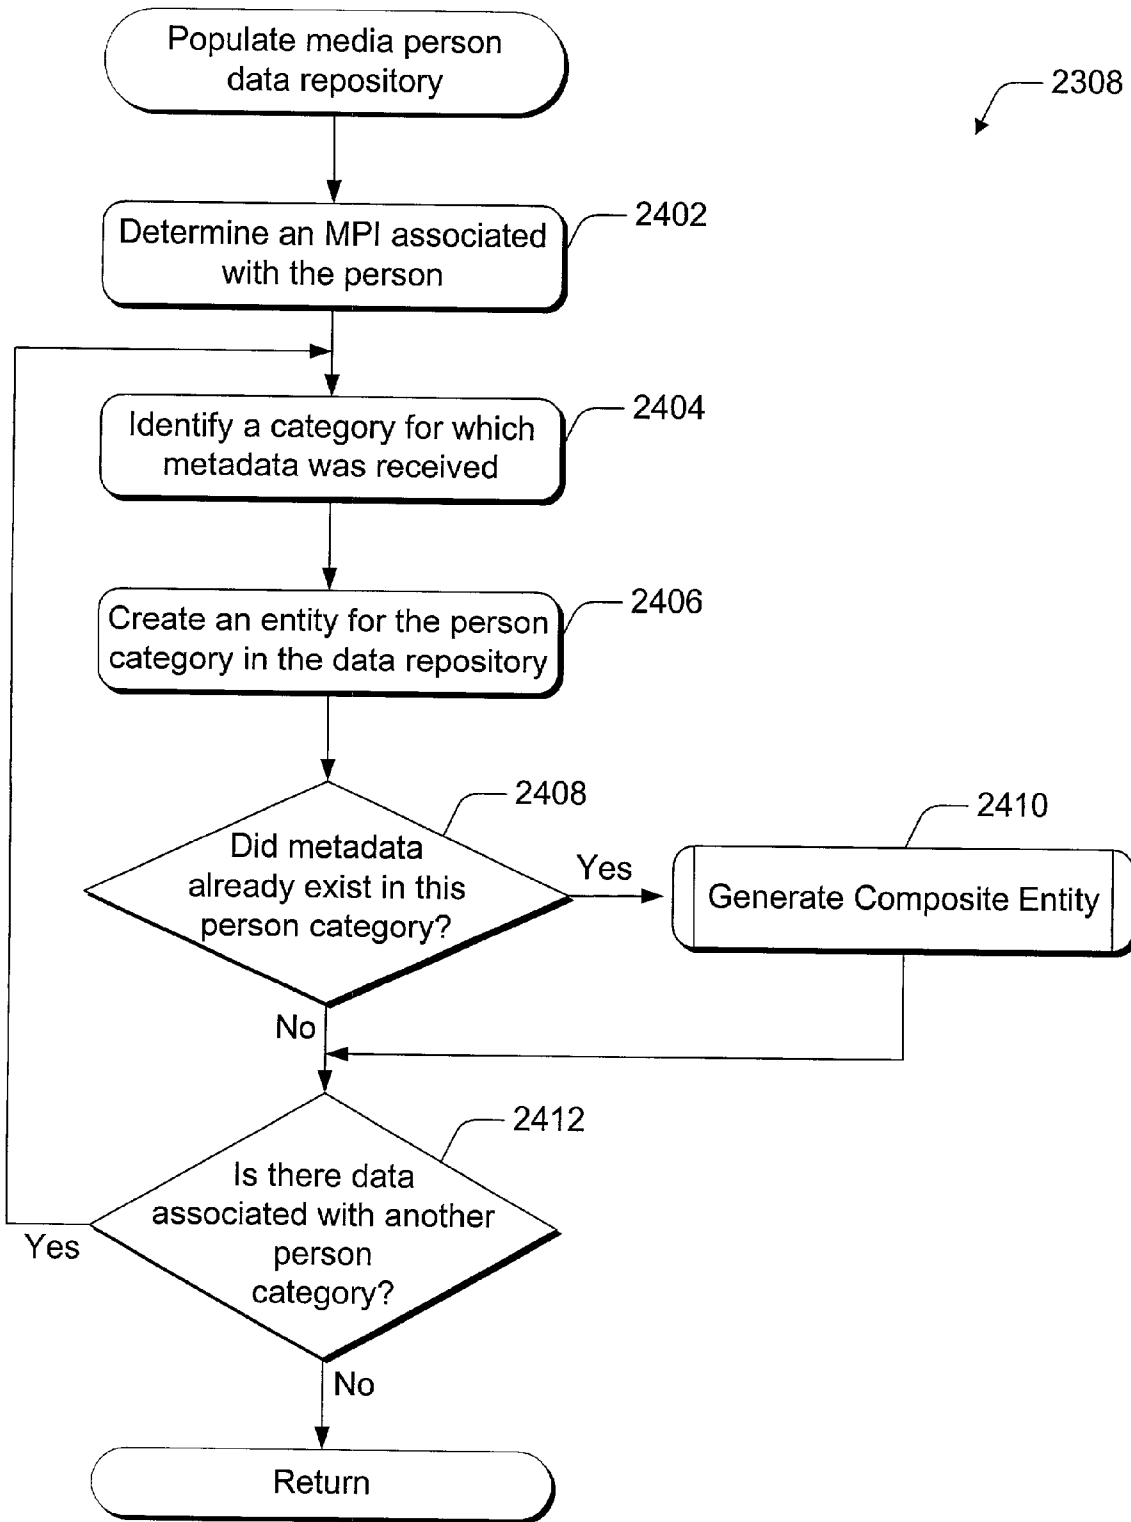 Populate media person
data repository
2308
2402
Determine an MPI associated
with the person
2404
Identify a category for which
metadata was received
2406
Create an entity for the person
category in the data repository
2408
Did metadata
already exist in this
person category?
Yes
2410
Generate Composite Entity
No
2412
Is there data
associated with another
person
category?
Yes
No
Return